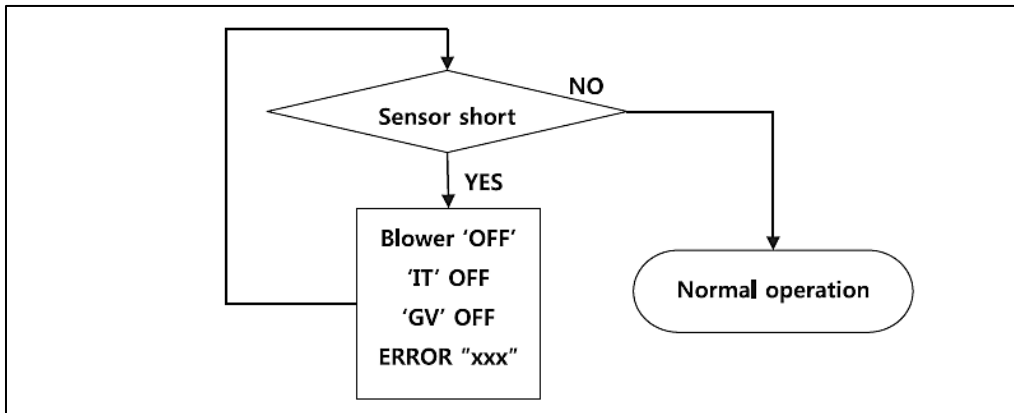 NO
Sensor short
YES
Blower ‘OFF’
‘IT’ OFF
‘GV’ OFF
ERROR ”xxx”
Normal operation